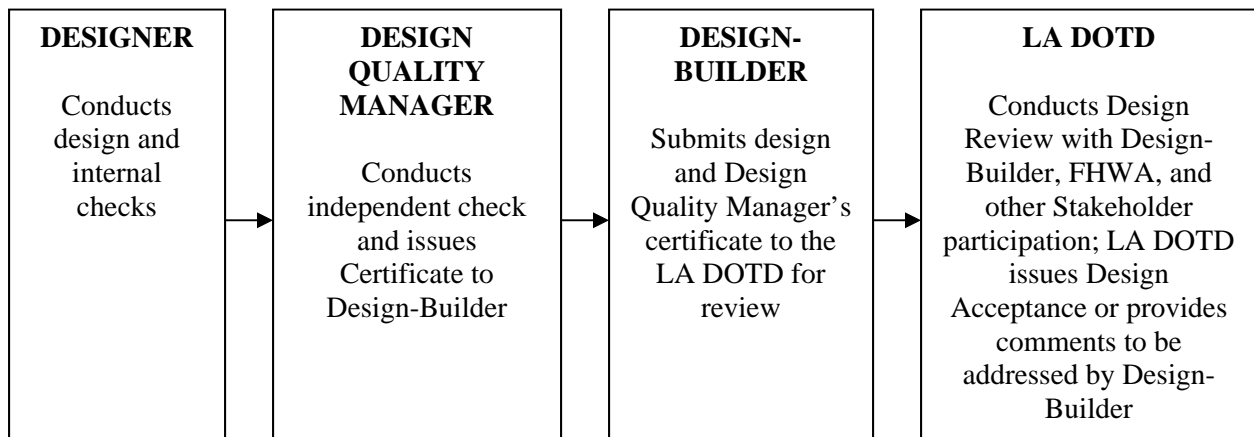 DESIGNER
Conducts
design and
internal
checks
DESIGN
QUALITY
MANAGER
Conducts
independent check
and issues
Certificate to
Design-Builder
DESIGN-
BUILDER
Submits design
and Design
Quality Manager’s
certificate to the
LA DOTD for
review
LA DOTD
Conducts Design
Review with Design-
Builder, FHWA, and
other Stakeholder
participation; LA DOTD
issues Design
Acceptance or provides
comments to be
addressed by Design-
Builder